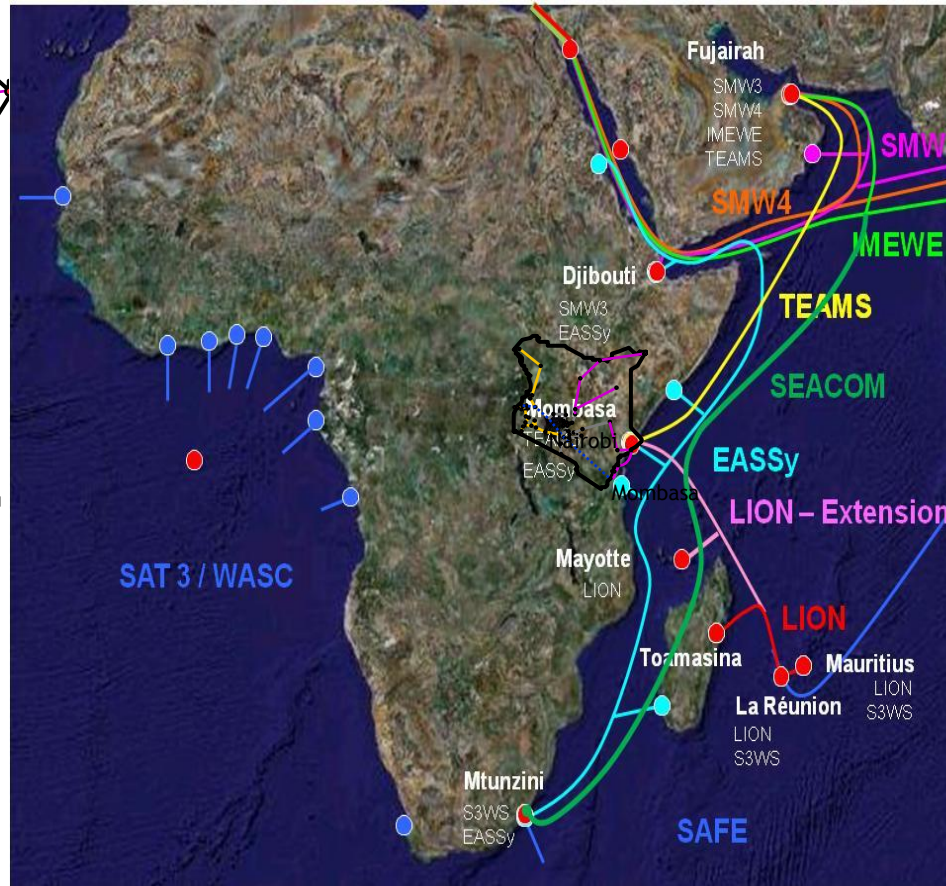 Fujairah
SMW3
SMW4
IMEWE
TEAMS
SMW
SMW4
IMEWE
Djibouti
SMW3
EASSy
TEAMS
SEACOM
Mombasa
Nairobi
EASSy
Mombasa
EASSy
LION – Extension
Mayotte
LION
SAT 3 / WASC
LION
Toamasina
Mauritius
LION
S3WS
La Réunion
LION
S3WS
Mtunzini
S3WS
EASSy
SAFE